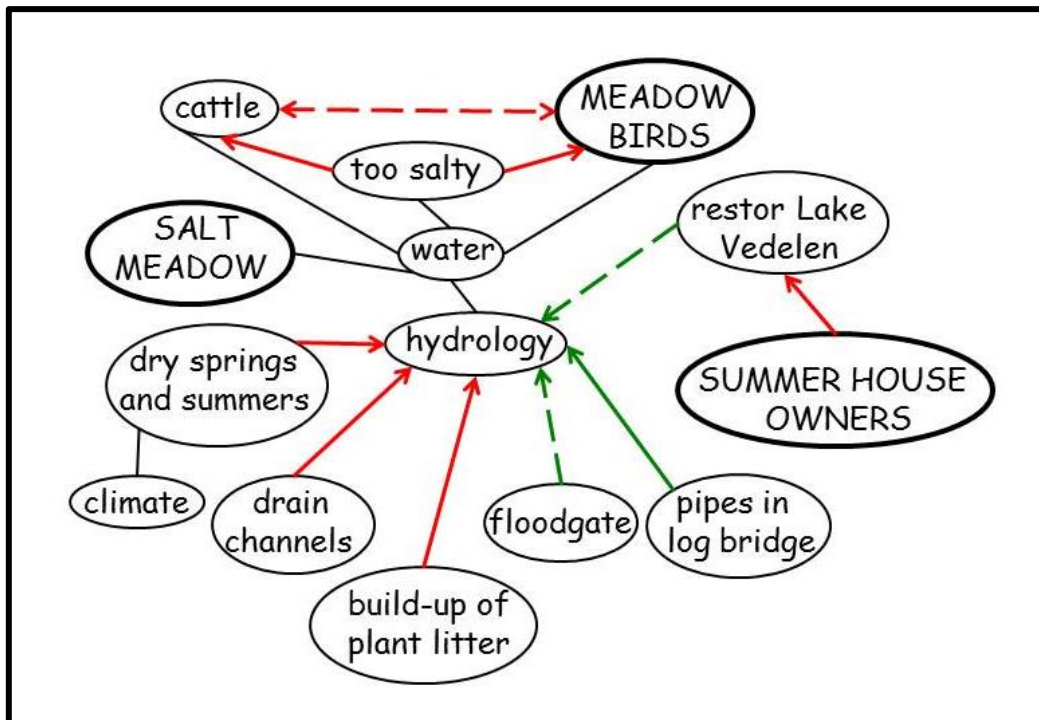 cattle
MEADOW
BIRDS
too salty
restor Lake
Vedelen
SALT
MEADOW
water
hydrology
dry springs
and summers
SUMMER HOUSE
OWNERS
climate
drain
channels
floodgate
pipes in
log bridge
build-up of
plant litter